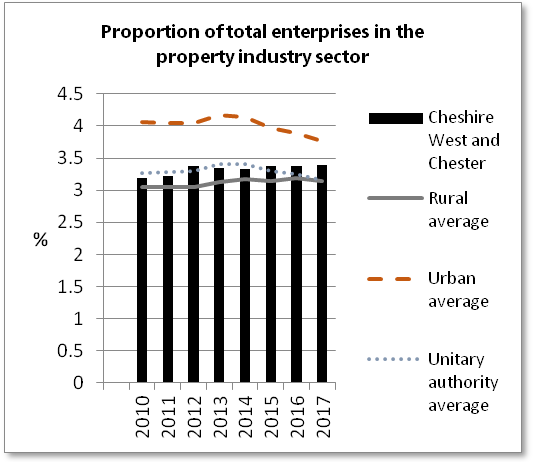 Proportion of total enterprises in the
property industry sector
4.5
4
3.5
3
2.5
2
1.5
1
0.5
0
%
2010
2011
2012
2013
2014
2015
2016
2017
Cheshire
West and
Chester
Rural
average
Urban
average
Unitary
authority
average